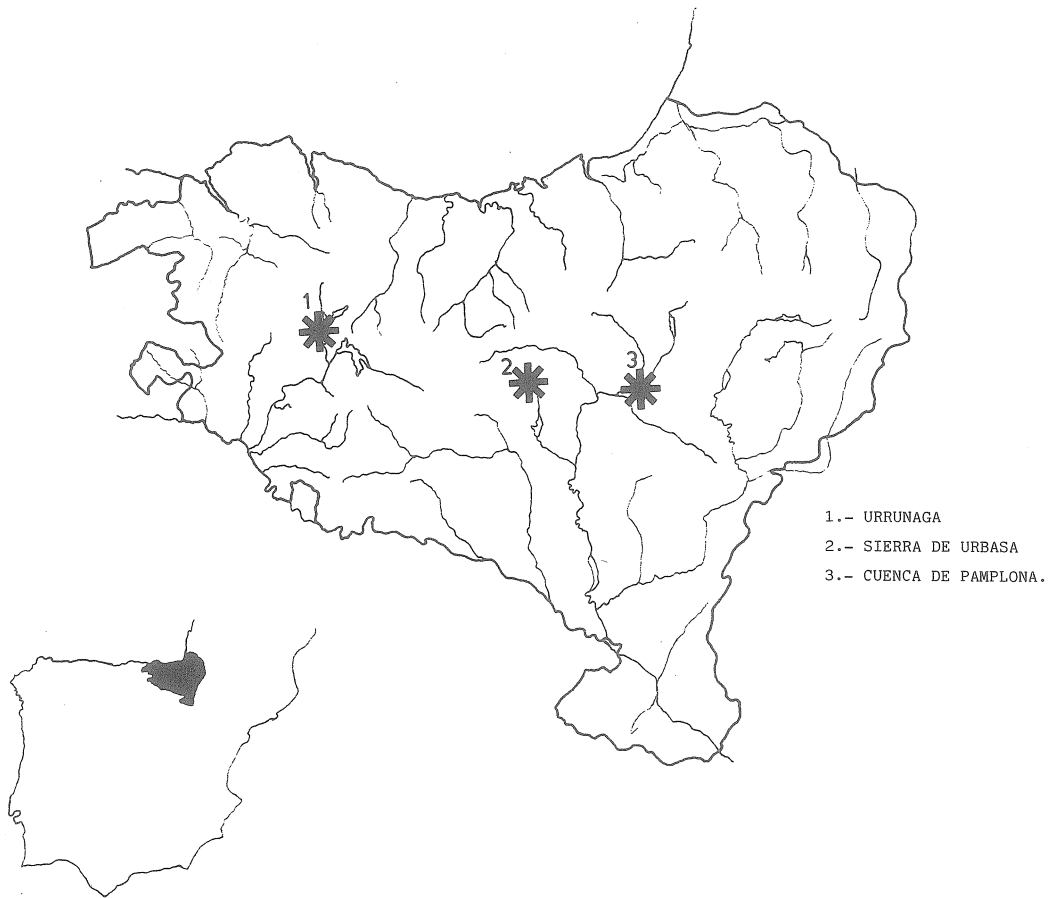 1
2
3
1.- URRUNAGA
2.- SIERRA DE URBASA
3.- CUENCA DE PAMPLONA.